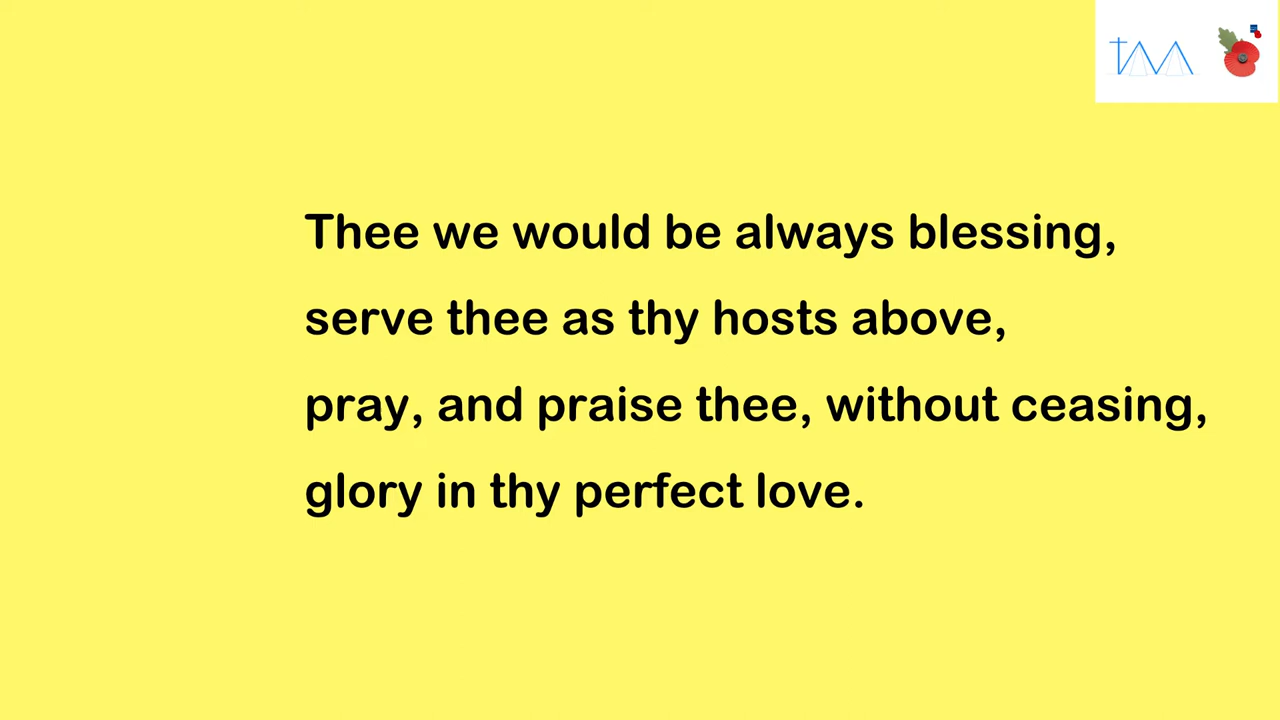 Thee we would be always blessing,
serve thee as thy hosts above,
pray, and praise thee, without ceasing,
glory in thy perfect love.